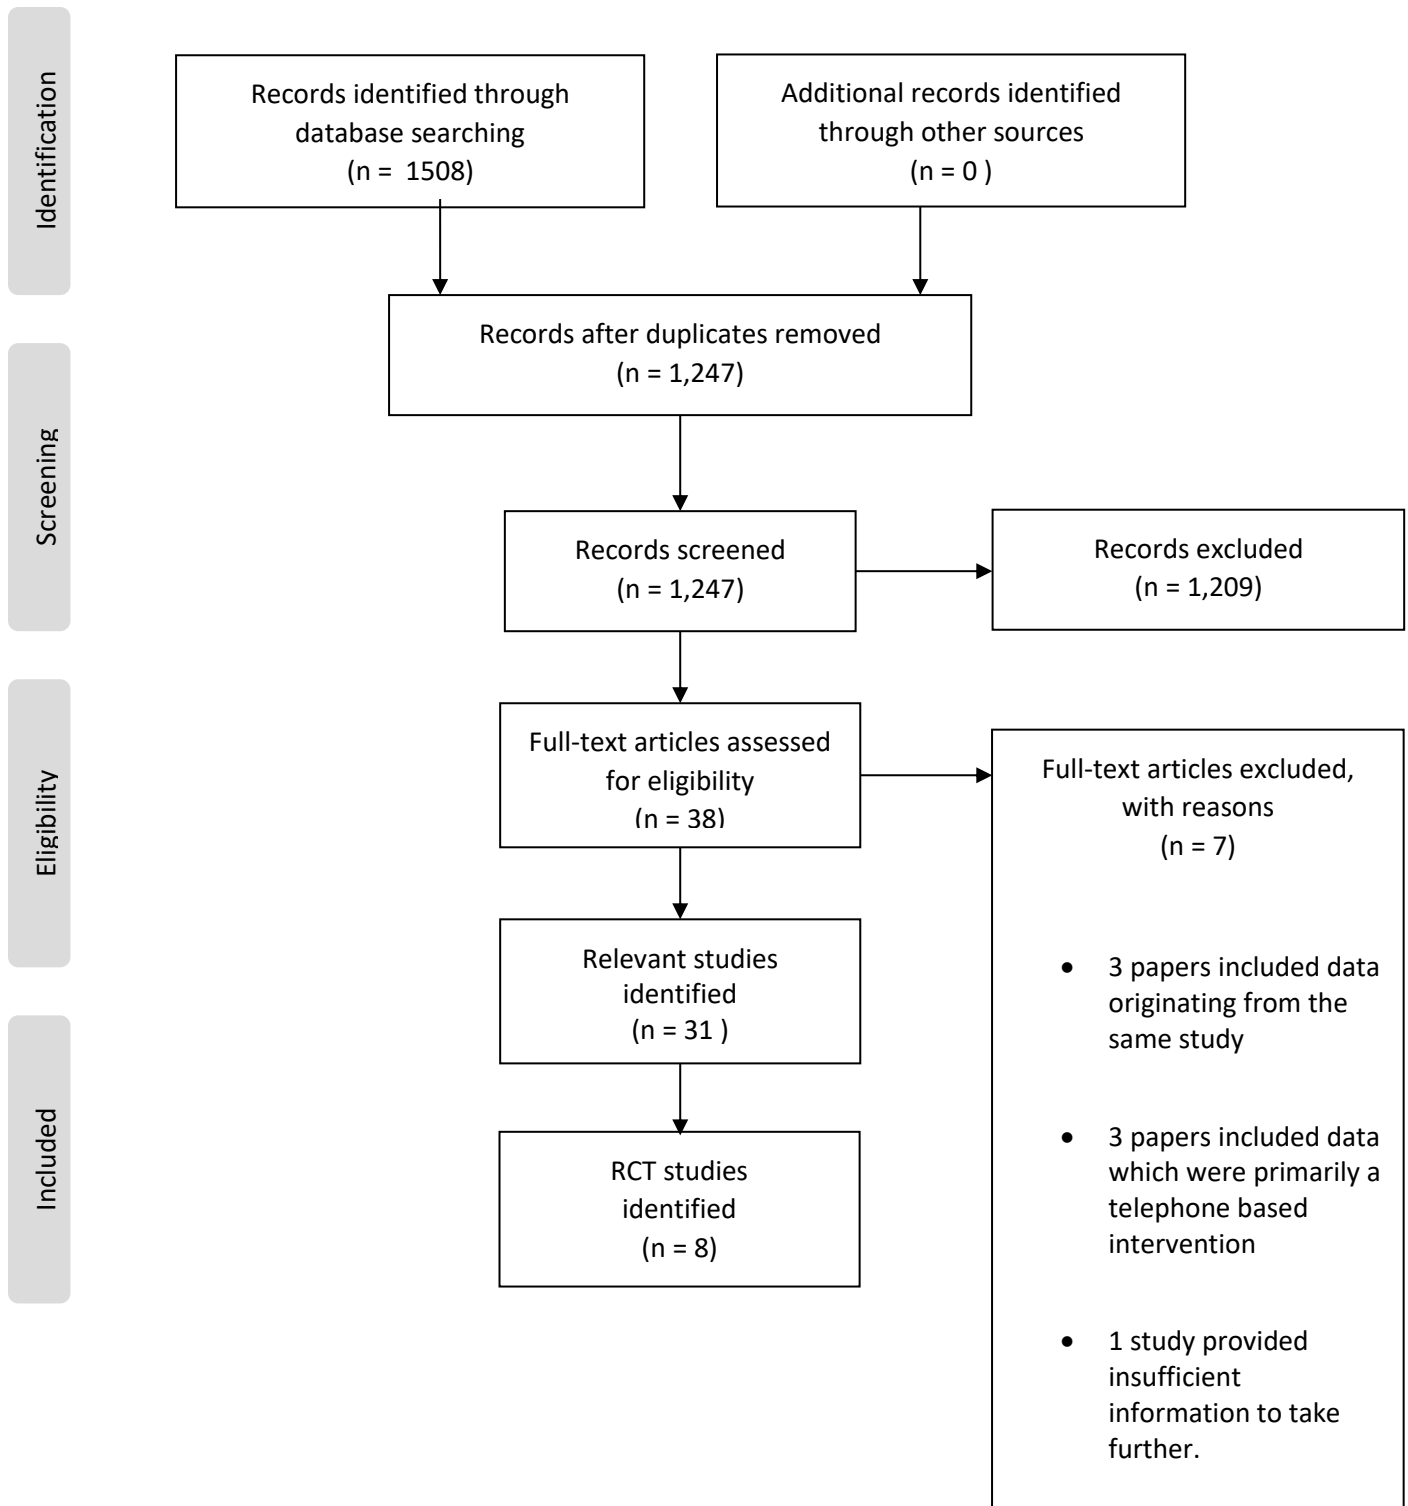 Identification
Records identified through
database searching
(n =  1508)
Additional records identified
through other sources
(n = 0 )
Records after duplicates removed
(n = 1,247)
Screening
Records screened
(n = 1,247)
Records excluded
(n = 1,209)
Eligibility
Full-text articles assessed
for eligibility
(n = 38)
Full-text articles excluded,
with reasons
(n = 7)
• 3 papers included data
originating from the
same study
• 3 papers included data
which were primarily a
telephone based
intervention
• 1 study provided
insufficient
information to take
further.
Relevant studies
identified
(n = 31 )
Included
RCT studies
identified
(n = 8)